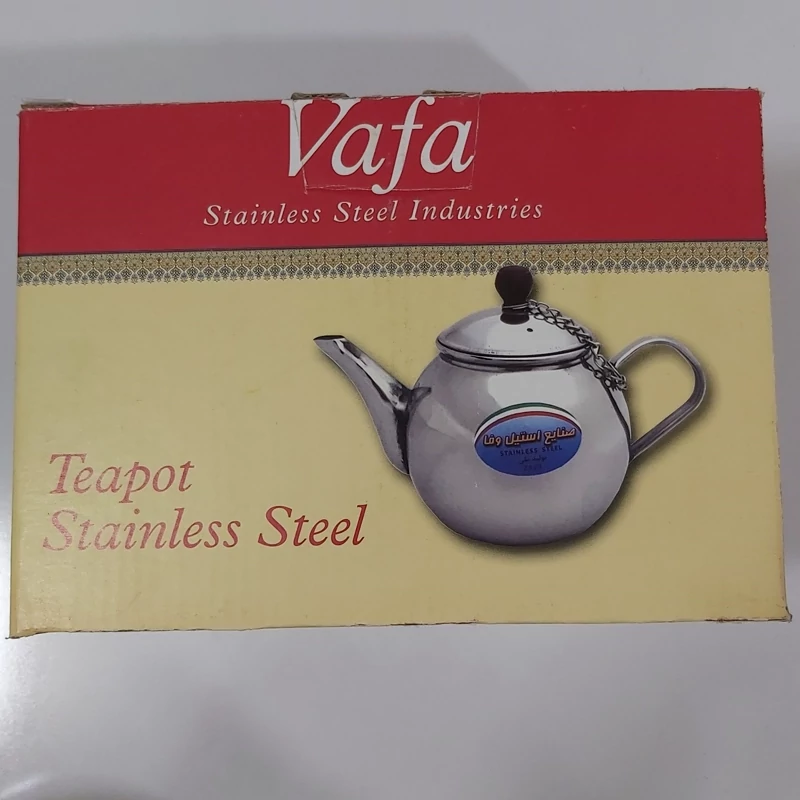 Vafa
Stainless Steel Industries
صنایع استیل وفا
STAINLESS STEEL
Teapot
Stainless Steel